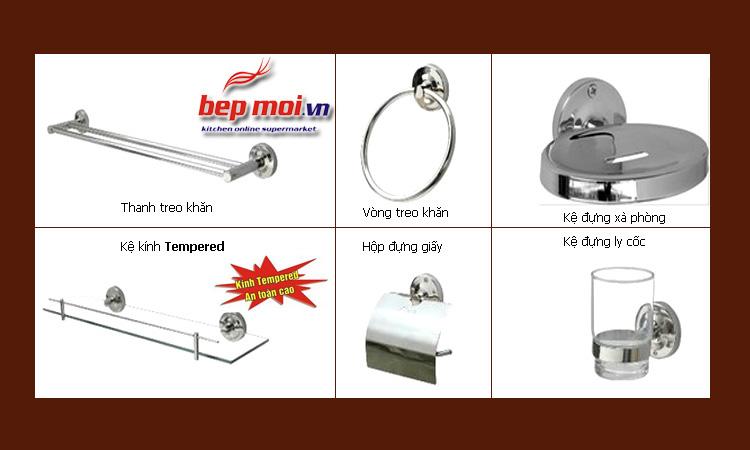 bep moi.vn
kitchen online supermarket
Thanh treo khăn
Vòng treo khăn
Kệ đựng xà phòng
Kệ kính Tempered
Kính Tempered
An toàn cao
Hộp đựng giấy
Kệ đựng ly cốc